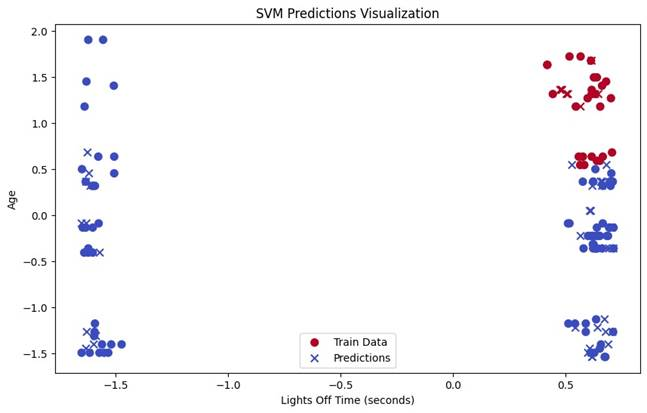 SVM Predictions Visualization
2.0
1.5
1.0
0.5
0.0
−0.5
−1.0
−1.5
Age
Train Data
Predictions
−1.5 −1.0 −0.5 0.0 0.5
Lights Off Time (seconds)